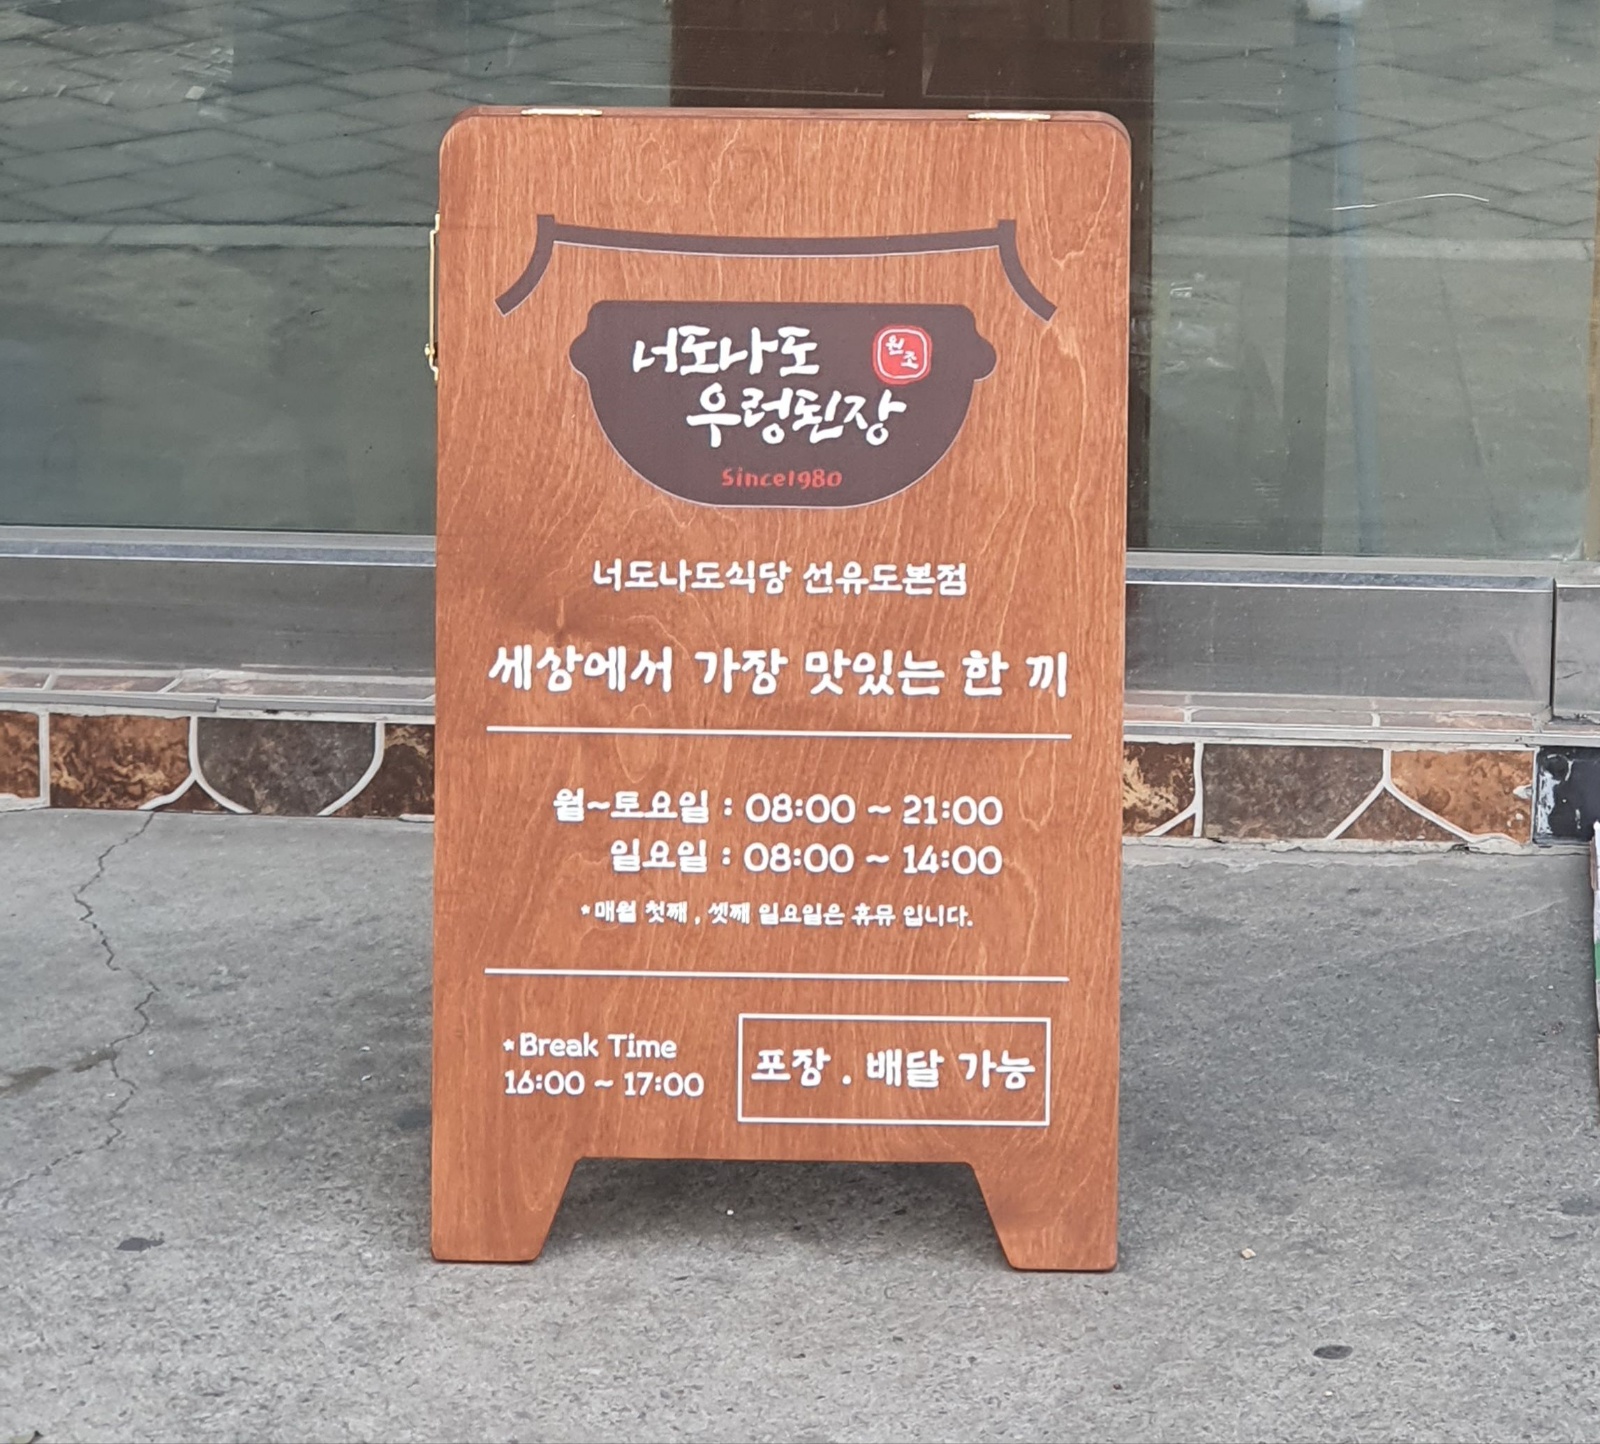 너도나도
원조
우렁된장
Since1980
너도나도식당 선유도본점
세상에서 가장 맛있는 한 끼
월~토요일 : 08:00 ~ 21:00
일요일 : 08:00 ~ 14:00
*매월 첫째 , 셋째 일요일은 휴뮤 입니다.
*Break Time
16:00 ~ 17:00
포장 . 배달 가능